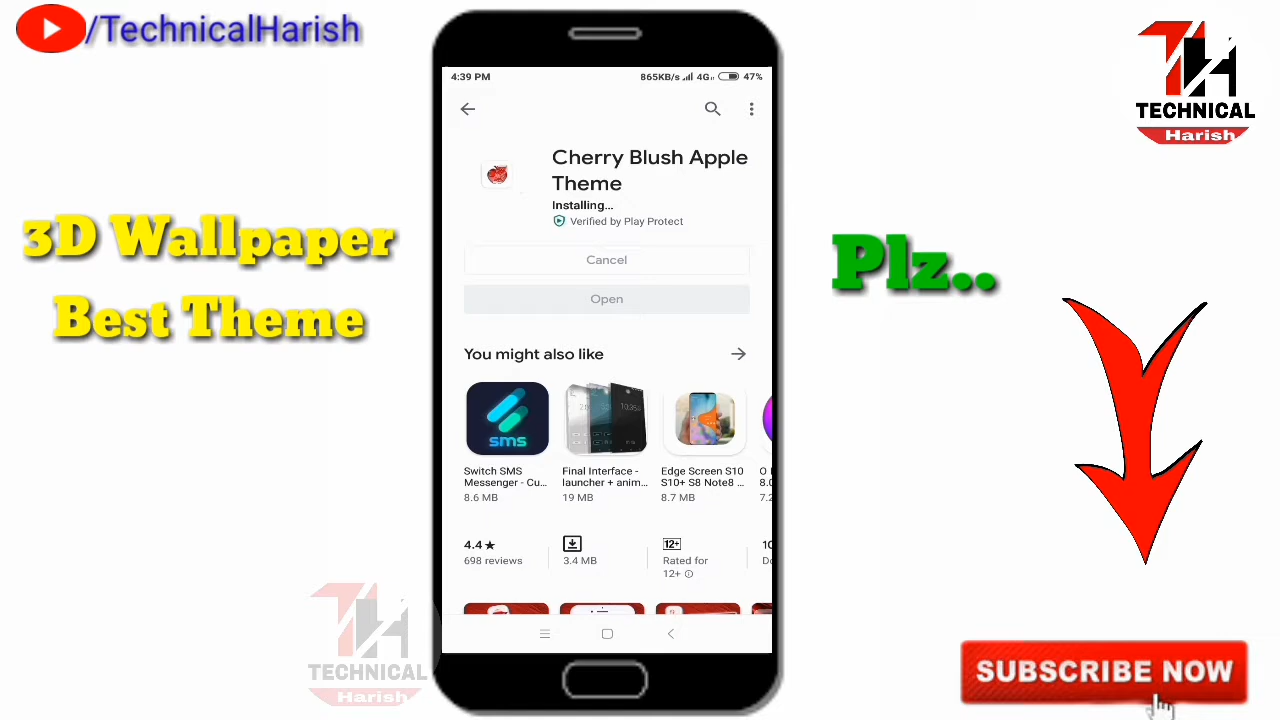 /TechnicalHarish
TH
TECHNICAL
Harish
3D Wallpaper
Best Theme
Plz..
4:39 PM
865KB/s 4G 47%
Cherry Blush Apple
Theme
Installing...
Verified by Play Protect
Cancel
Open
You might also like
sms
Switch SMS
Messenger - Cu...
8.6 MB
Final Interface -
launcher + anim...
19 MB
Edge Screen S10
S10+ S8 Note8 ...
8.7 MB
4.4★
698 reviews
3.4 MB
12+
Rated for
12+
TH
TECHNICAL
Harish
SUBSCRIBE NOW